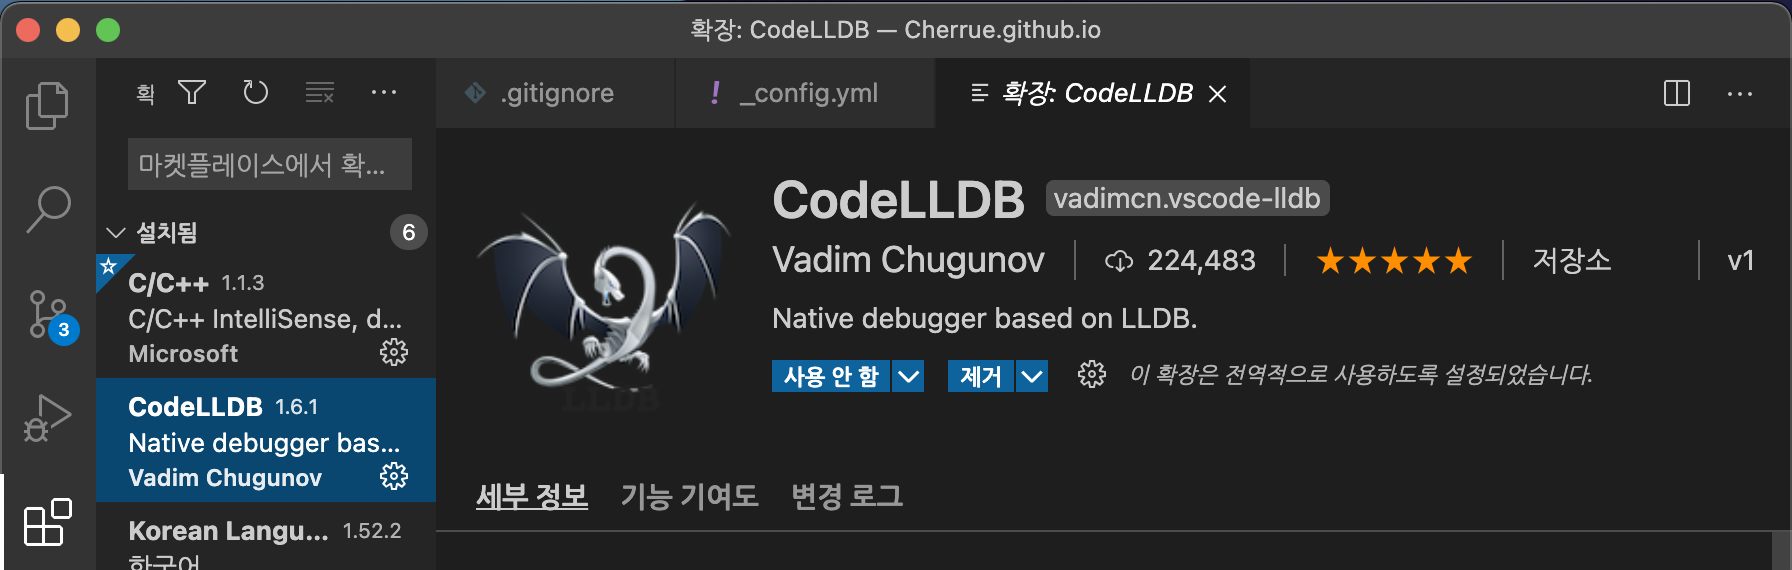 확장: CodeLLDB — Cherrue.github.io
확
.gitignore
! _config.yml
확장: CodeLLDB
마켓플레이스에서 확...
설치됨 6
C/C++ 1.1.3
C/C++ IntelliSense, d...
Microsoft
3
CodeLLDB 1.6.1
Native debugger bas...
Vadim Chugunov
Korean Langu... 1.52.2
한국어
CodeLLDB vadimcn.vscode-lldb
Vadim Chugunov 224,483 저장소 v1
Native debugger based on LLDB.
사용 안 함 제거 이 확장은 전역적으로 사용하도록 설정되었습니다.
LLDB
세부 정보 기능 기여도 변경 로그